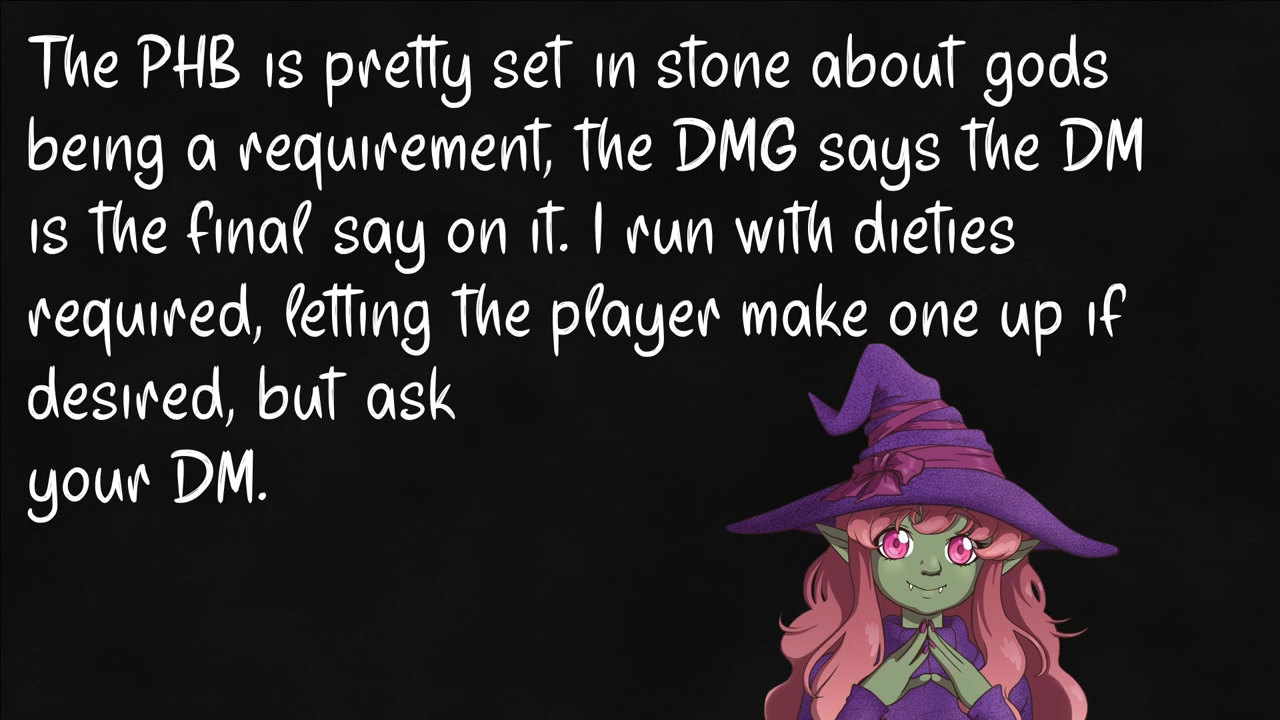 The PHB is pretty set in stone about gods
being a requirement, the DMG says the DM
is the final say on it. I run with dieties
required, letting the player make one up if
desired, but ask
your DM.